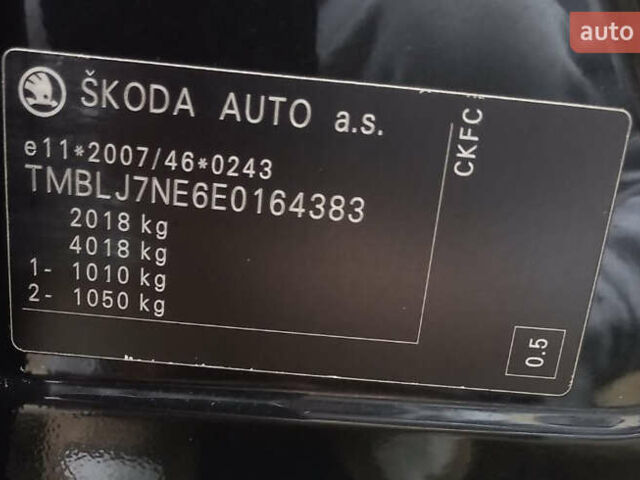 auto
ŠKODA AUTO a.s.
e11*2007/46*0243
TMBLJ7NE6E0164383
2018 kg
4018 kg
1- 1010 kg
2- 1050 kg
CKFC
0.5